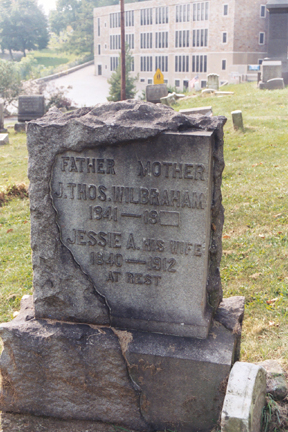 FATHER MOTHER
J. THOS. WILBRAHAM
1841—19
JESSIE A. HIS WIFE
1840—1912
AT REST